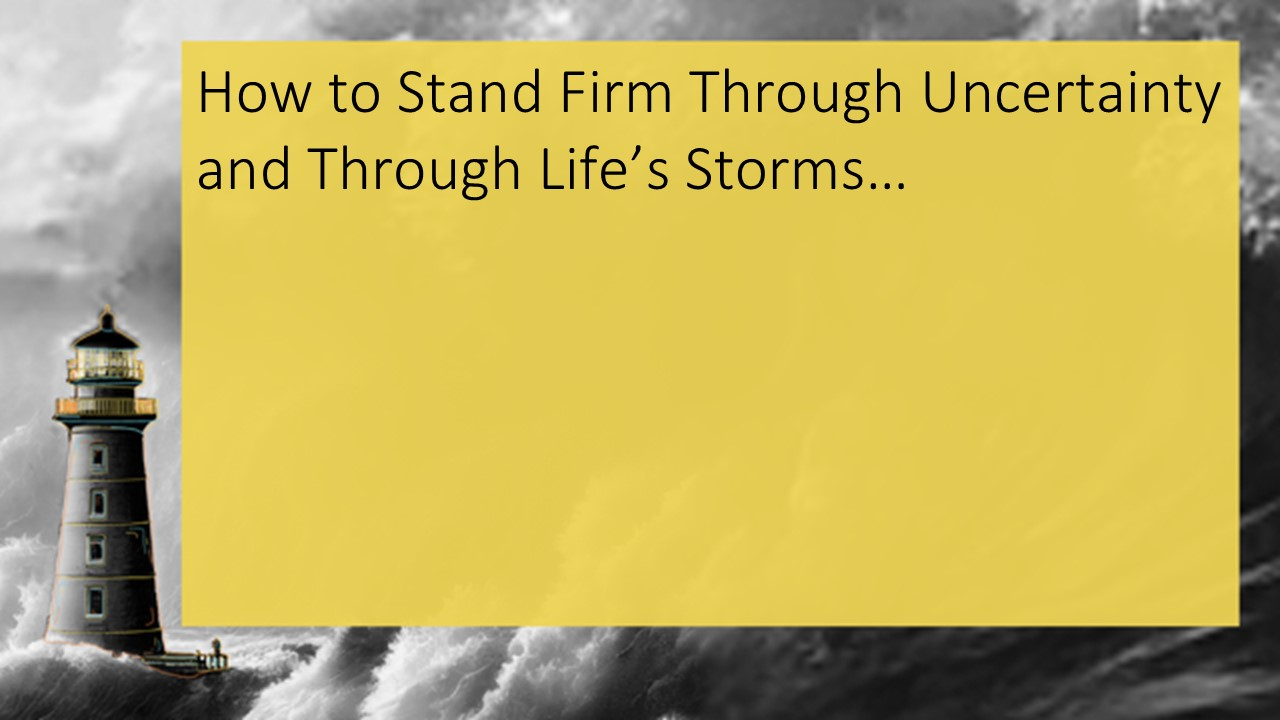 How to Stand Firm Through Uncertainty
and Through Life’s Storms…